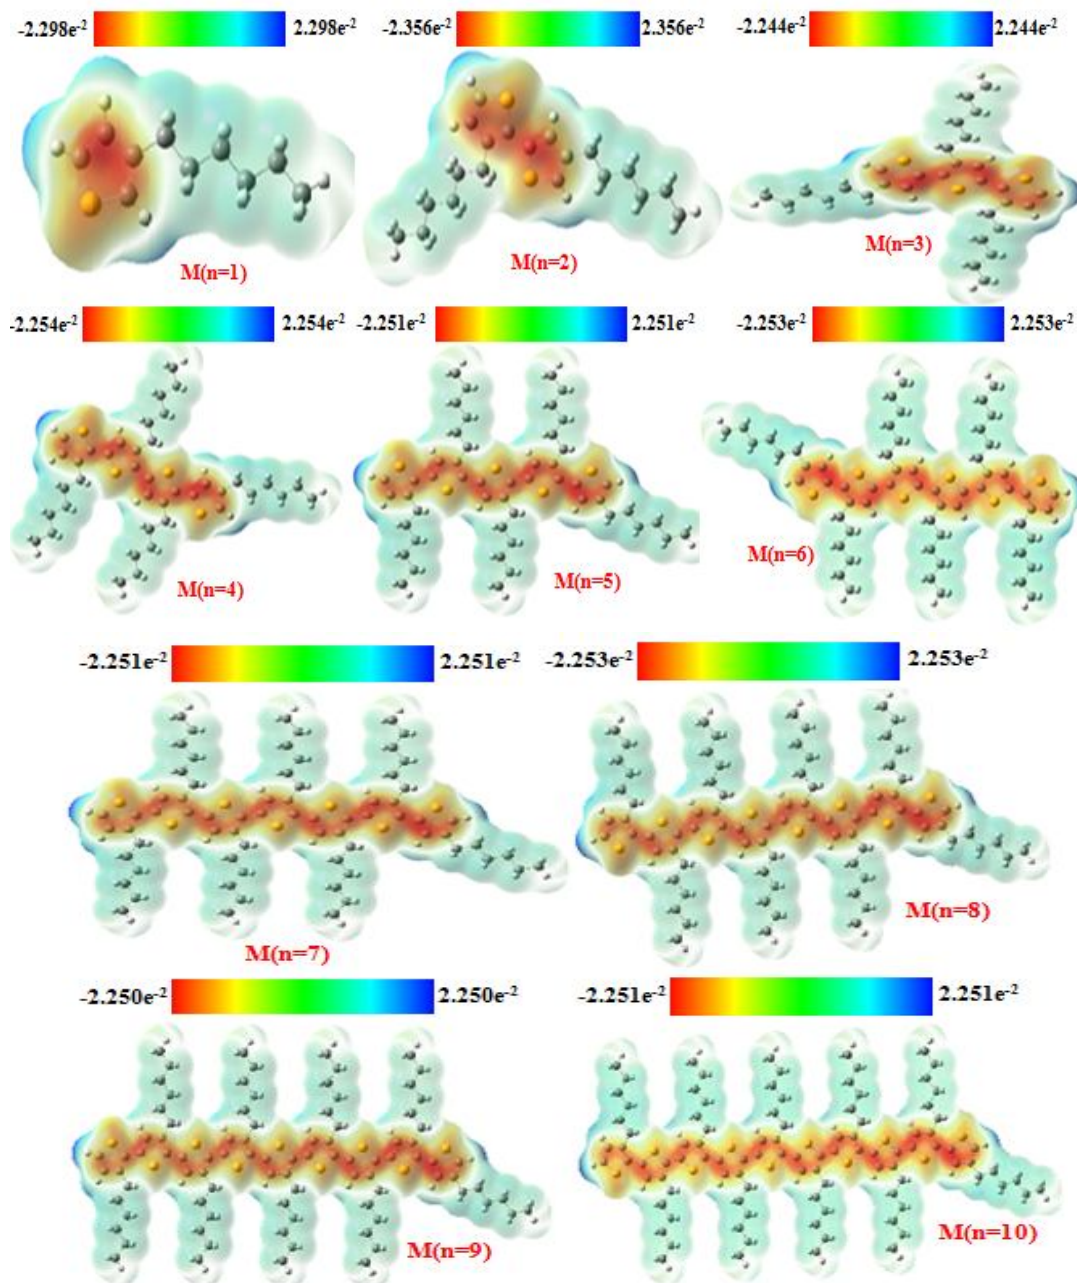 -2.298e⁻² 2.298e⁻² -2.356e⁻² 2.356e⁻² -2.244e⁻² 2.244e⁻²
M(n=1) M(n=2) M(n=3)
-2.254e⁻² 2.254e⁻² -2.251e⁻² 2.251e⁻² -2.253e⁻² 2.253e⁻²
M(n=4) M(n=5) M(n=6)
-2.251e⁻² 2.251e⁻² -2.253e⁻² 2.253e⁻²
M(n=7) M(n=8)
-2.250e⁻² 2.250e⁻² -2.251e⁻² 2.251e⁻²
M(n=9) M(n=10)